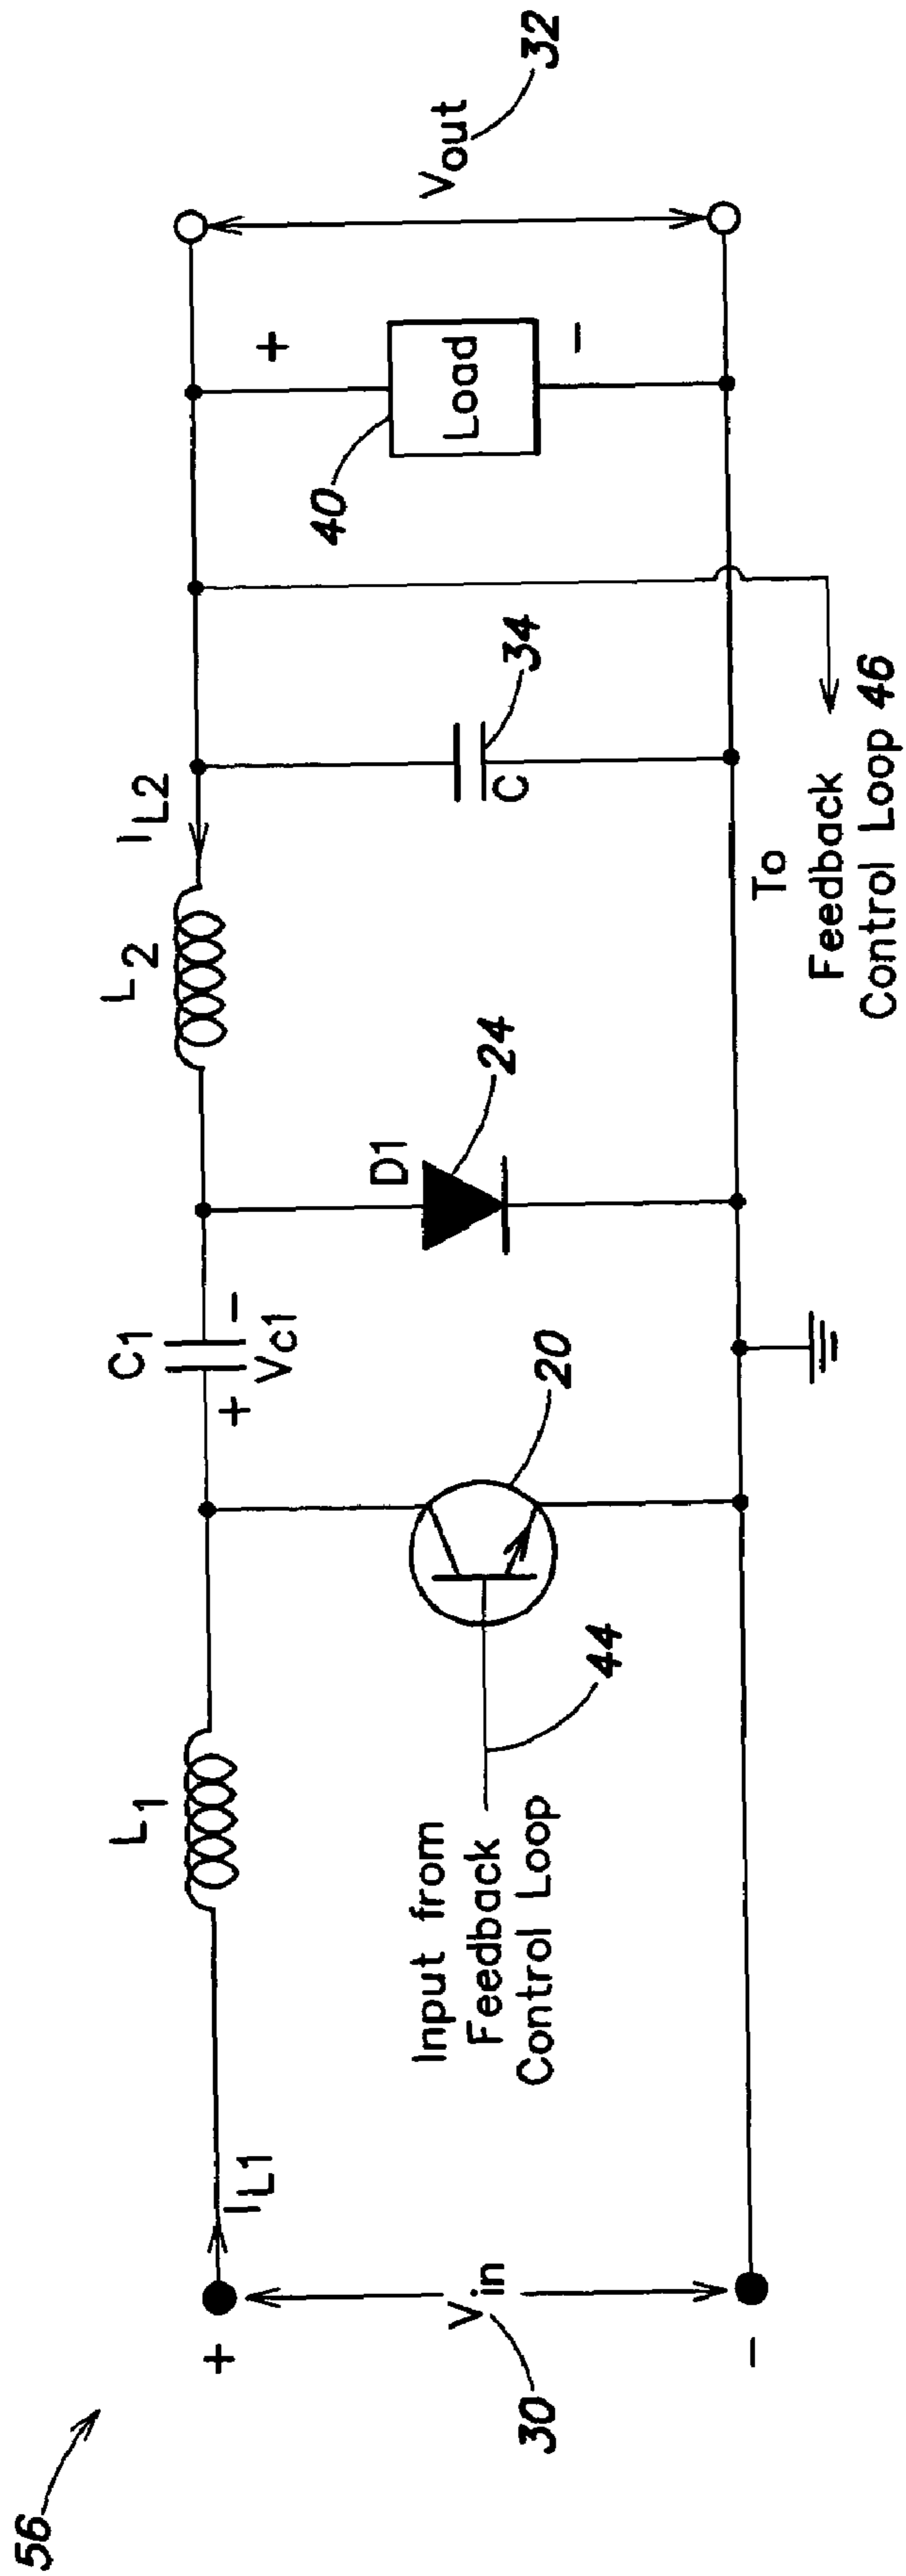 56
+
Vin
30
-
IL1
L1
Input from
Feedback
Control Loop
44
20
C1
+ -
Vc1
D1
24
L2
IL2
C
34
To
Feedback
Control Loop 46
40
+
Load
-
Vout
32